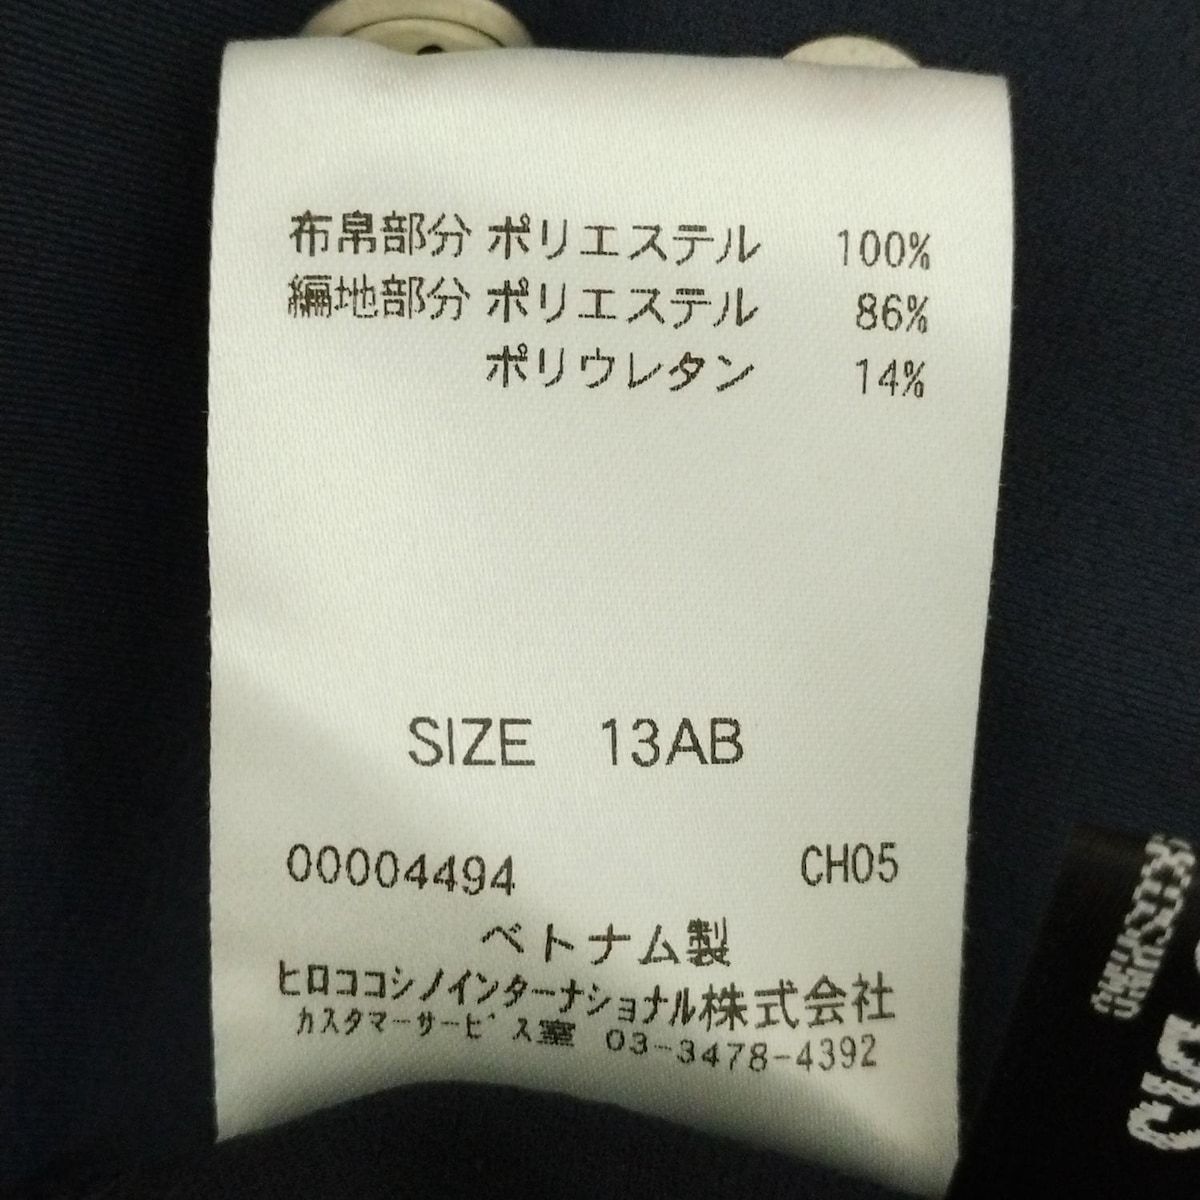 布帛部分 ポリエステル 100%
編地部分 ポリエステル 86%
ポリウレタン 14%
SIZE 13AB
00004494 CH05
ベトナム製
ヒロココシノインターナショナル株式会社
カスタマーサービス室 03-3478-4392